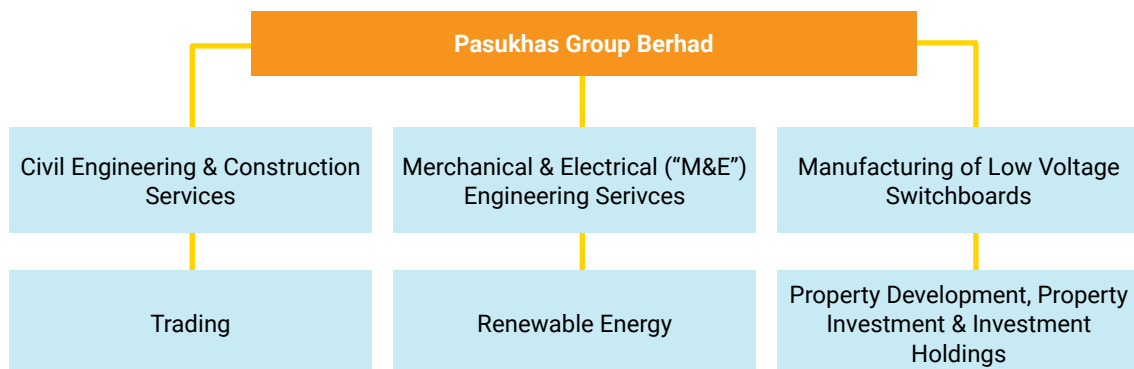 Pasukhas Group Berhad
Civil Engineering & Construction
Services
Merchanical & Electrical (“M&E”)
Engineering Serivces
Manufacturing of Low Voltage
Switchboards
Trading
Renewable Energy
Property Development, Property
Investment & Investment
Holdings